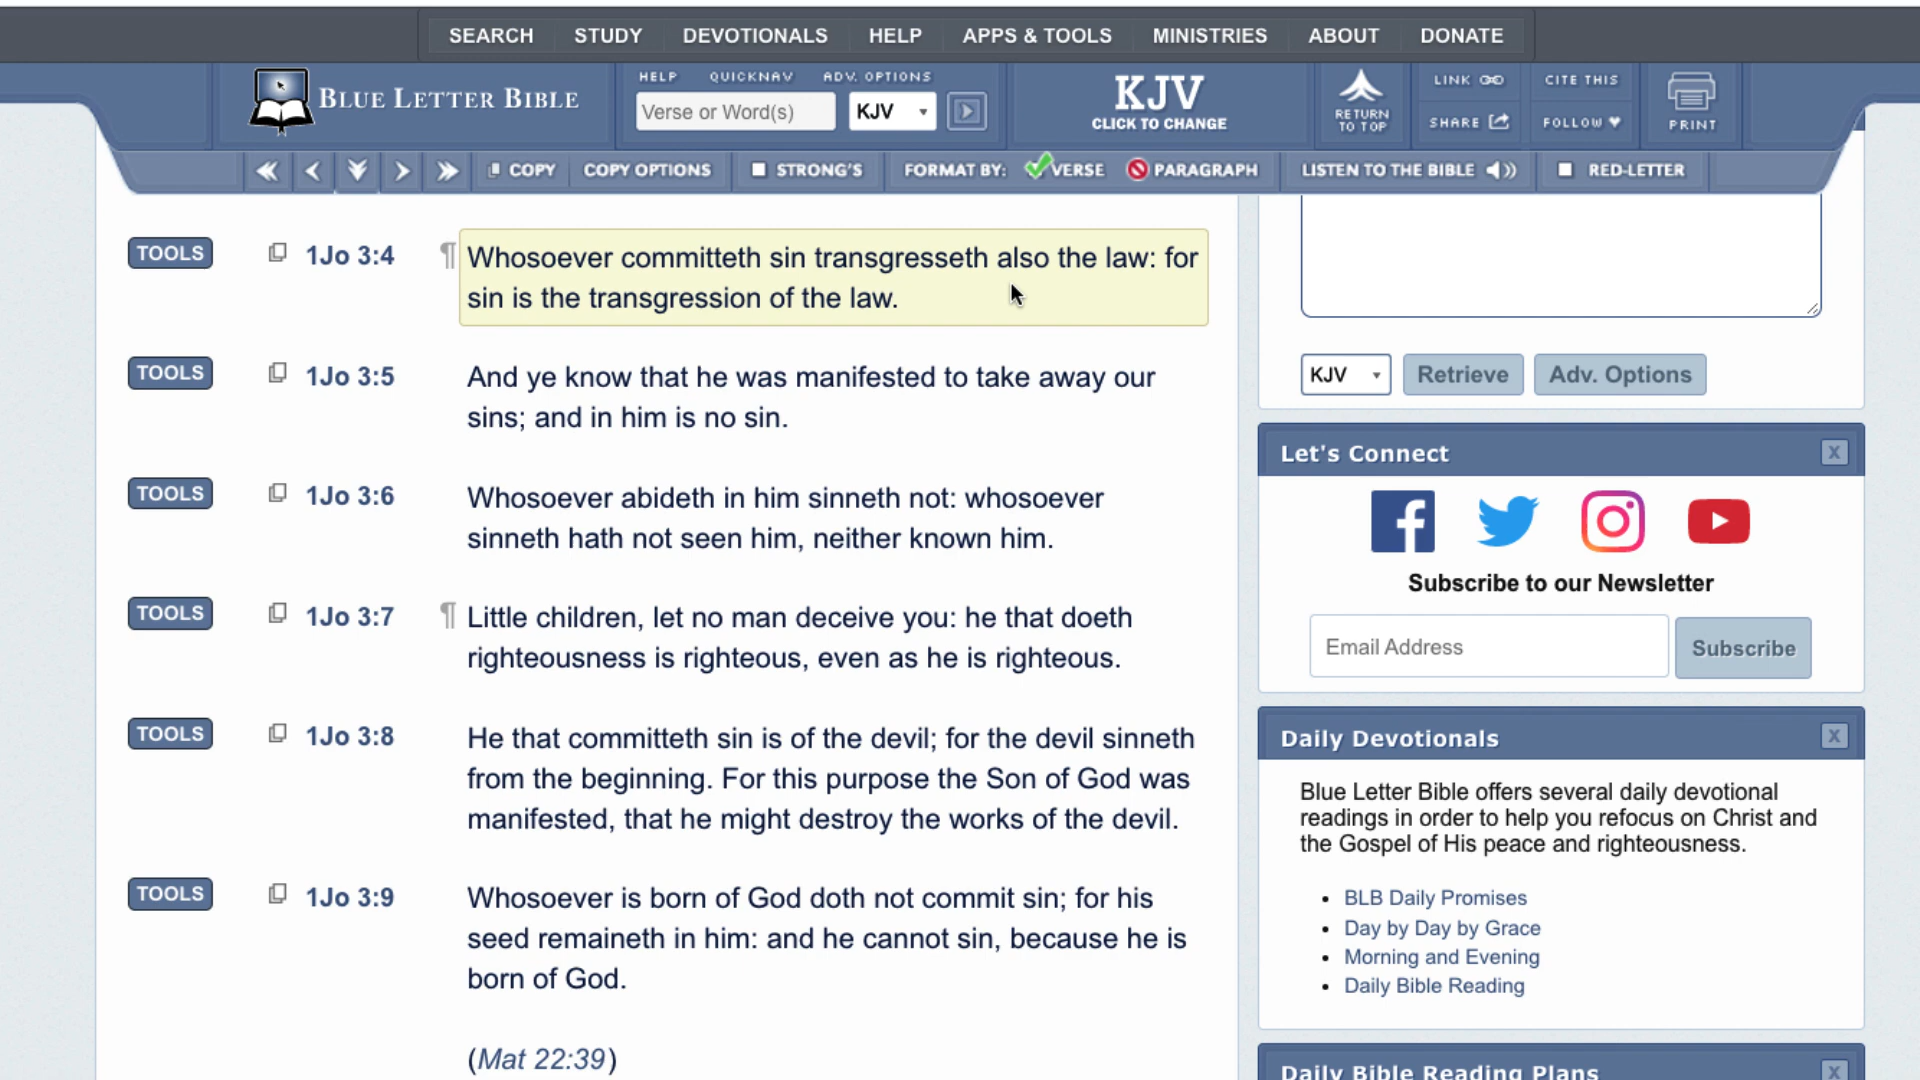 SEARCH STUDY DEVOTIONALS HELP APPS & TOOLS MINISTRIES ABOUT DONATE
BLUE LETTER BIBLE
HELP QUICKNAV ADV. OPTIONS
Verse or Word(s) KJV
KJV
CLICK TO CHANGE
RETURN
TO TOP
LINK
SHARE
CITE THIS
FOLLOW
PRINT
COPY COPY OPTIONS STRONG'S FORMAT BY: VERSE PARAGRAPH LISTEN TO THE BIBLE RED-LETTER
TOOLS 1Jo 3:4 ¶ Whosoever committeth sin transgresseth also the law: for
sin is the transgression of the law.
TOOLS 1Jo 3:5 And ye know that he was manifested to take away our
sins; and in him is no sin.
TOOLS 1Jo 3:6 Whosoever abideth in him sinneth not: whosoever
sinneth hath not seen him, neither known him.
TOOLS 1Jo 3:7 ¶ Little children, let no man deceive you: he that doeth
righteousness is righteous, even as he is righteous.
TOOLS 1Jo 3:8 He that committeth sin is of the devil; for the devil sinneth
from the beginning. For this purpose the Son of God was
manifested, that he might destroy the works of the devil.
TOOLS 1Jo 3:9 Whosoever is born of God doth not commit sin; for his
seed remaineth in him: and he cannot sin, because he is
born of God.
(Mat 22:39)
KJV Retrieve Adv. Options
Let's Connect X
Subscribe to our Newsletter
Email Address Subscribe
Daily Devotionals X
Blue Letter Bible offers several daily devotional
readings in order to help you refocus on Christ and
the Gospel of His peace and righteousness.
• BLB Daily Promises
• Day by Day by Grace
• Morning and Evening
• Daily Bible Reading
Daily Bible Reading Plans X